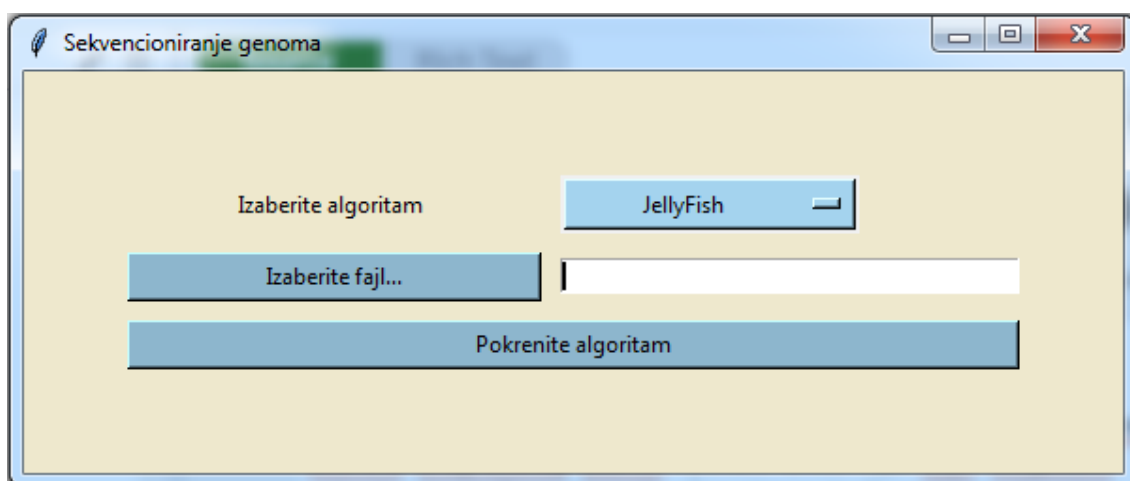 Sekvencioniranje genoma
Izaberite algoritam
JellyFish
Izaberite fajl...
Pokrenite algoritam